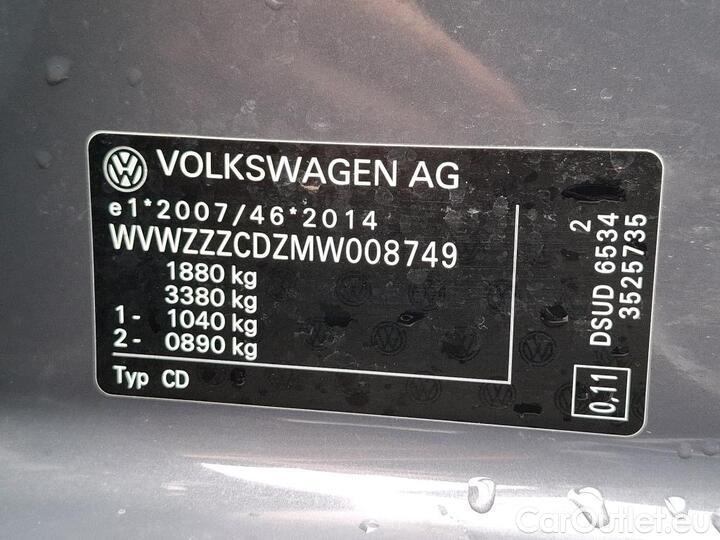 VOLKSWAGEN AG
e1*2007/46*2014
WVWZZZCDZMW008749
1880 kg
3380 kg
1- 1040 kg
2- 0890 kg
Typ CD
0,11
DSUD 6534 2
3525735
CarOutlet.eu